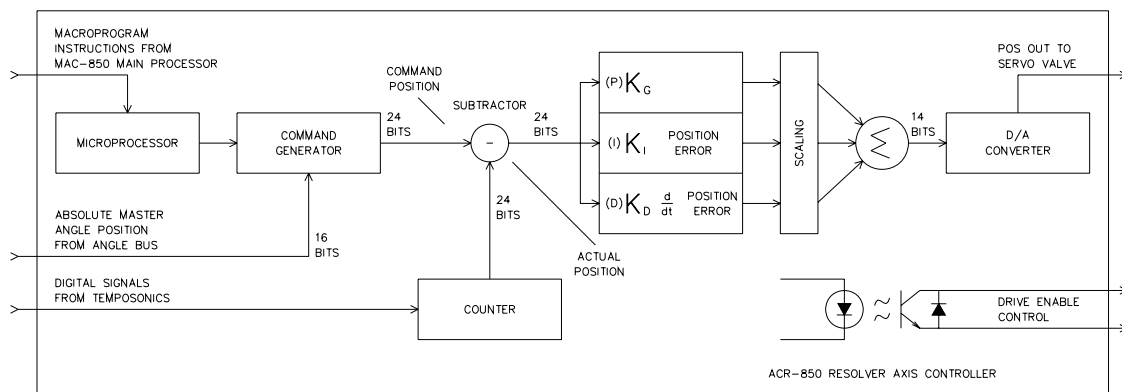 MACROPROGRAM
INSTRUCTIONS FROM
MAC-850 MAIN PROCESSOR
MICROPROCESSOR
COMMAND
GENERATOR
24
BITS
COMMAND
POSITION
SUBTRACTOR
-
24
BITS
(P) K G
(I) K I POSITION
ERROR
(D) K D d/dt POSITION
ERROR
SCALING
Σ
14
BITS
D/A
CONVERTER
POS OUT TO
SERVO VALVE
ABSOLUTE MASTER
ANGLE POSITION
FROM ANGLE BUS
16
BITS
24
BITS
ACTUAL
POSITION
DIGITAL SIGNALS
FROM TEMPOSONICS
COUNTER
DRIVE ENABLE
CONTROL
ACR-850 RESOLVER AXIS CONTROLLER